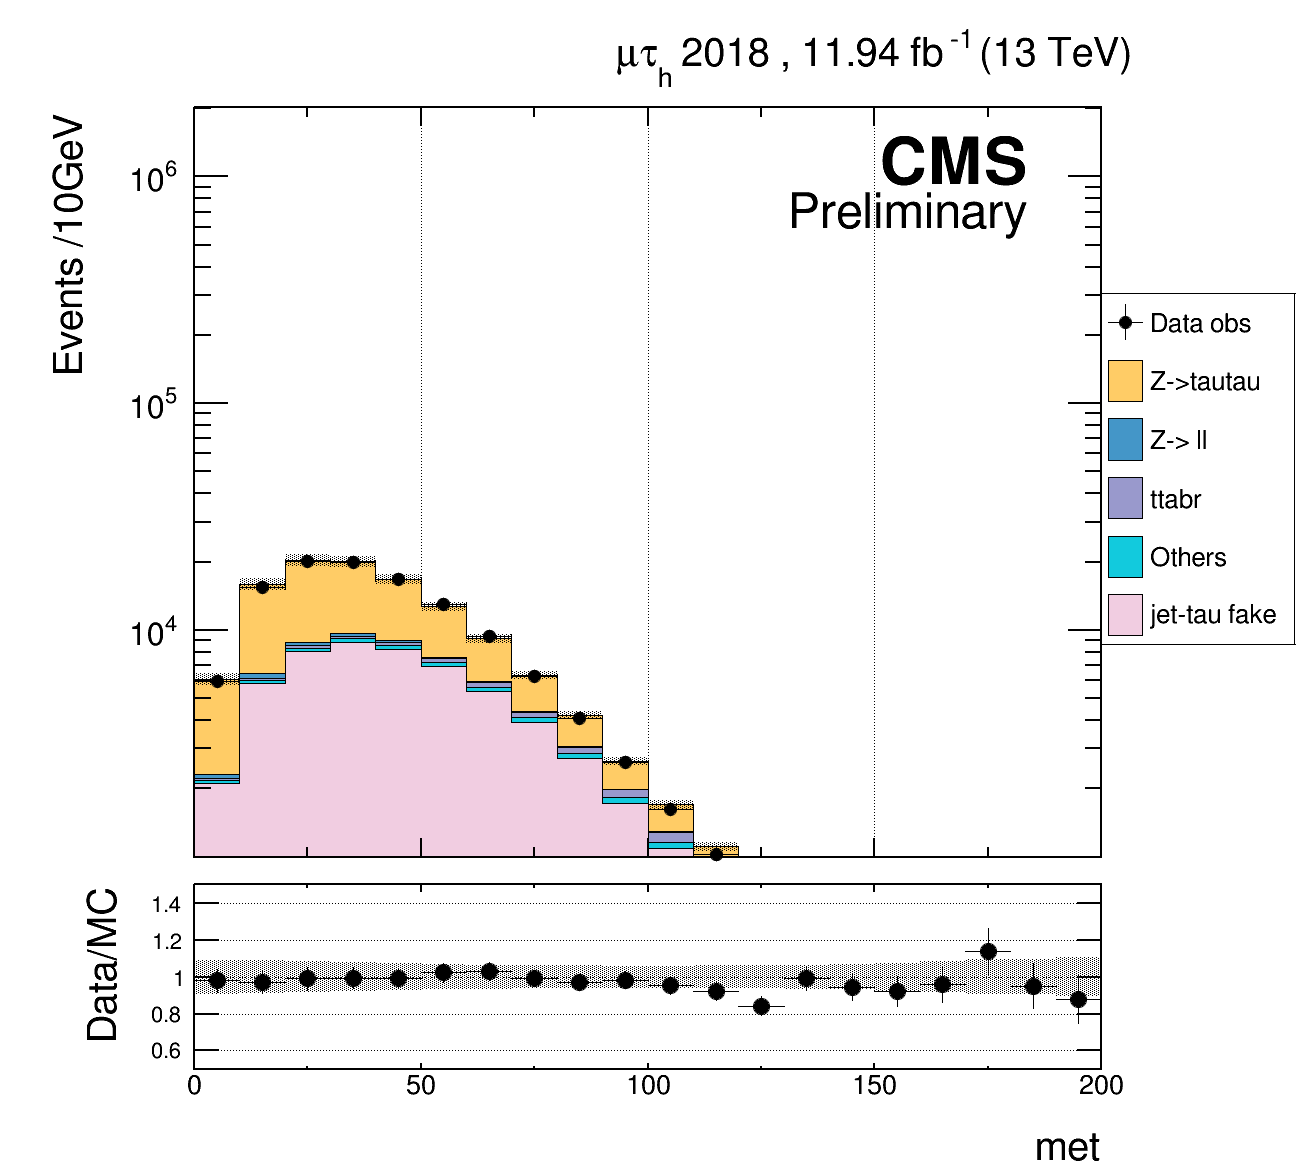 μτh 2018 , 11.94 fb-1 (13 TeV)
CMS
Preliminary
Events /10GeV
10^6
10^5
10^4
Data obs
Z->tautau
Z-> ll
ttabr
Others
jet-tau fake
Data/MC
1.4
1.2
1
0.8
0.6
0 50 100 150 200
met